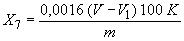 X₇ = 0,0016 (V − V₁) 100 K / m